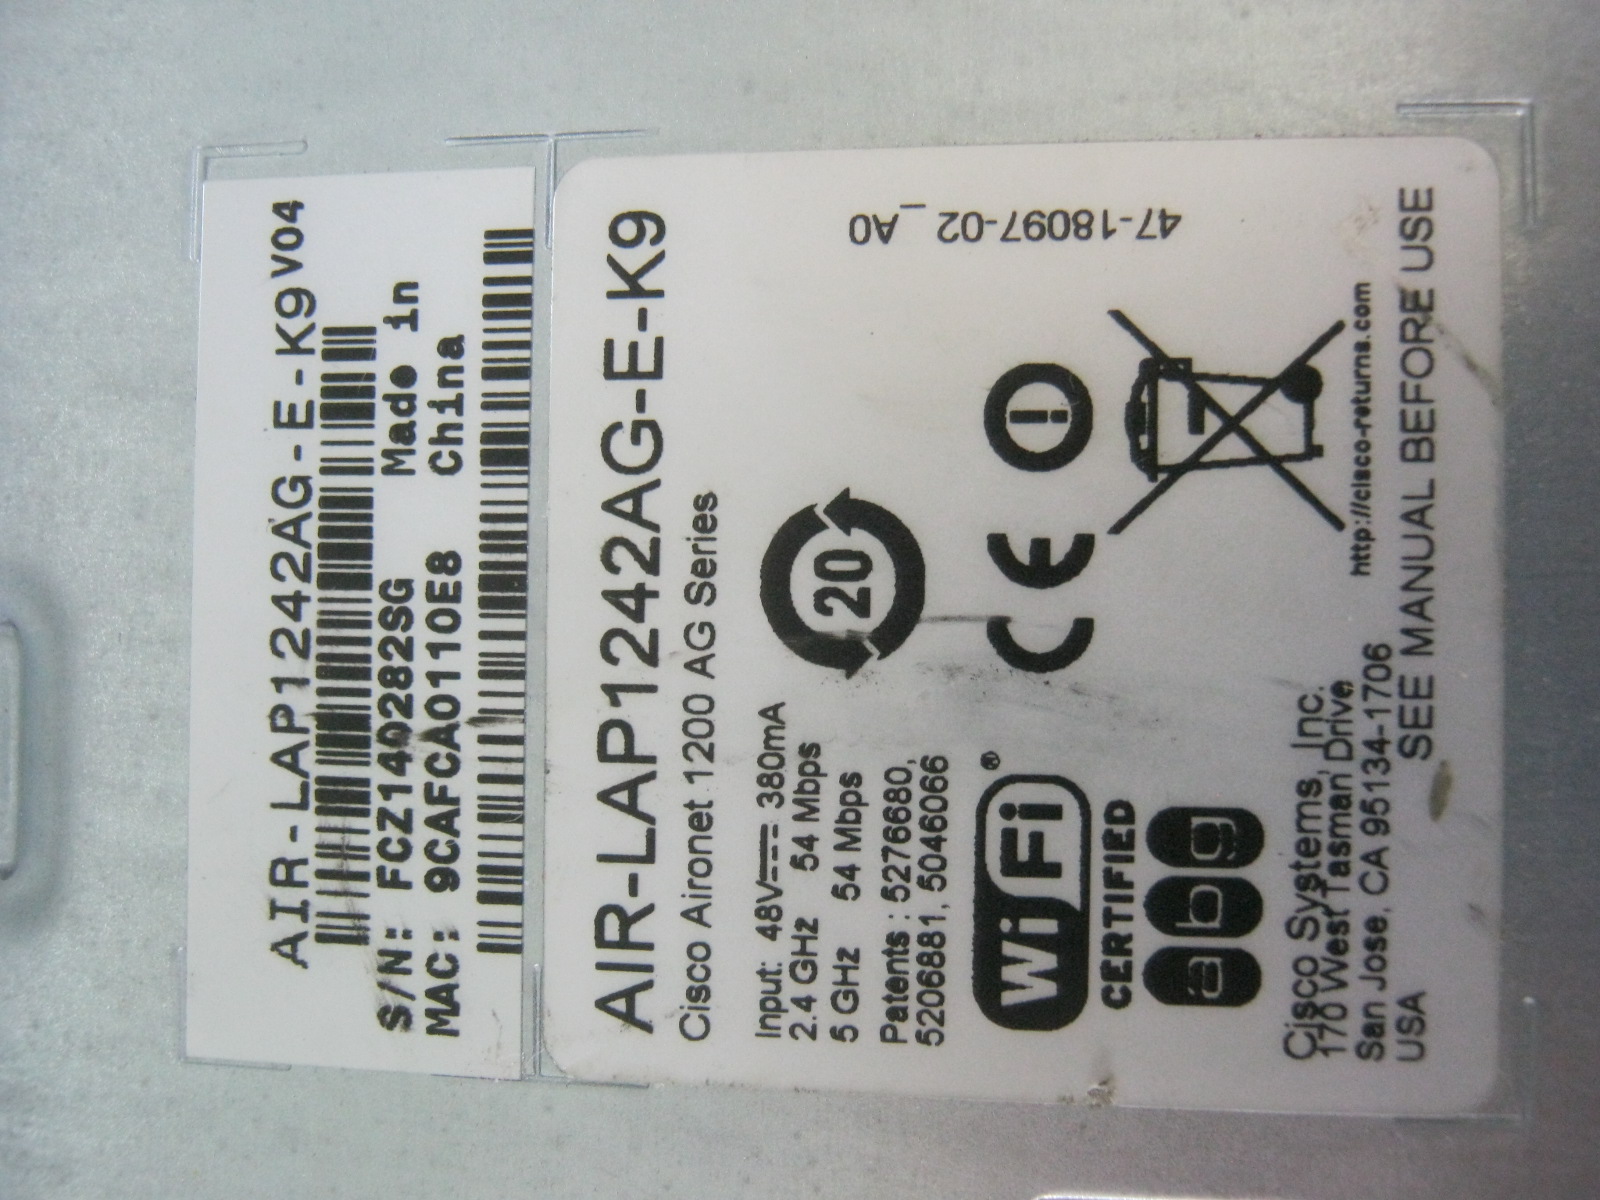 AIR-LAP1242AG-E-K9 V04
S/N: FCZ140282SG Made in
MAC: 9CAFCA0110E8 China
AIR-LAP1242AG-E-K9
Cisco Aironet 1200 AG Series
47-18097-02_A0
Input: 48V⎓ 380mA
2.4 GHz 54 Mbps
5 GHz 54 Mbps
20
Patents : 5276680,
5206881, 5046066
Wi Fi ®
CERTIFIED
a b g
CE
http://cisco-returns.com
Cisco Systems, Inc.
170 West Tasman Drive
San Jose, CA 95134-1706
USA
SEE MANUAL BEFORE USE